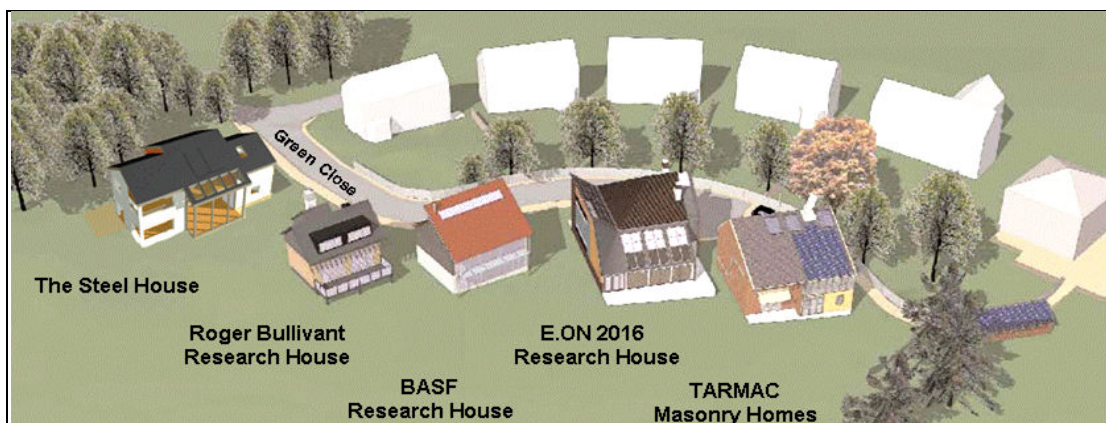 Green Close
The Steel House
Roger Bullivant
Research House
E.ON 2016
Research House
BASF
Research House
TARMAC
Masonry Homes